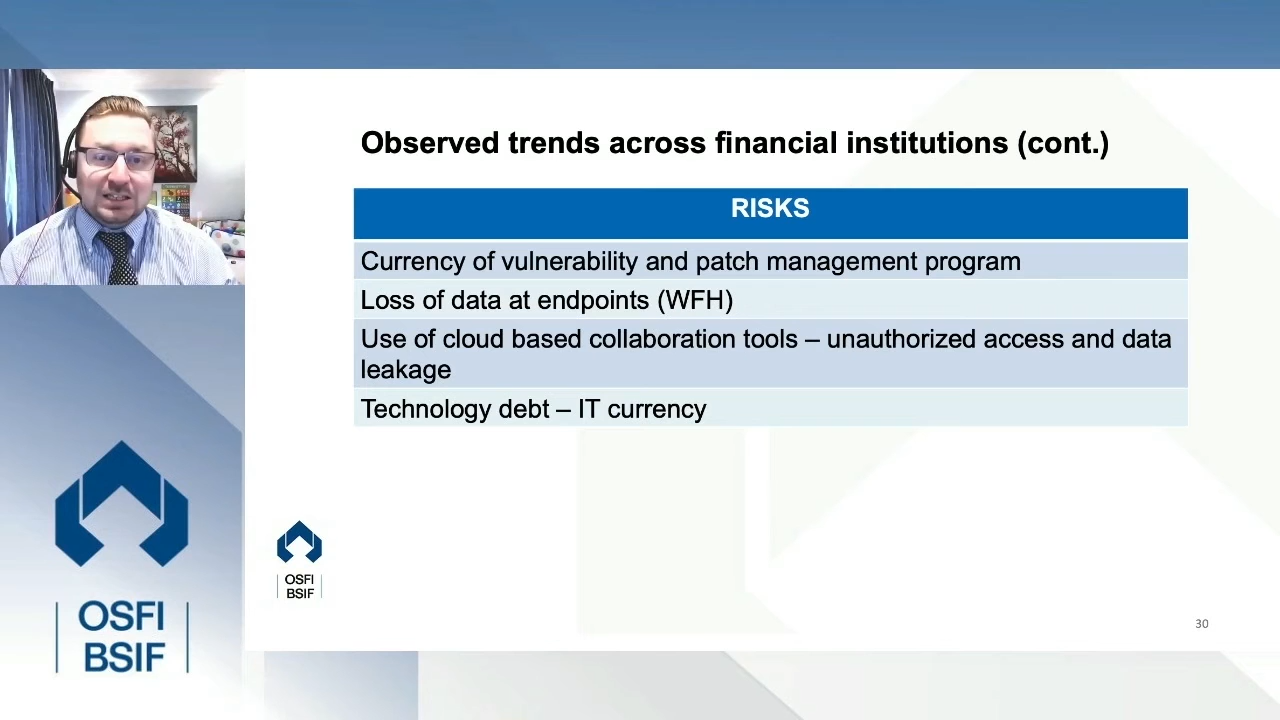 Observed trends across financial institutions (cont.)
RISKS
Currency of vulnerability and patch management program
Loss of data at endpoints (WFH)
Use of cloud based collaboration tools – unauthorized access and data
leakage
Technology debt – IT currency
OSFI
BSIF
30
OSFI
BSIF